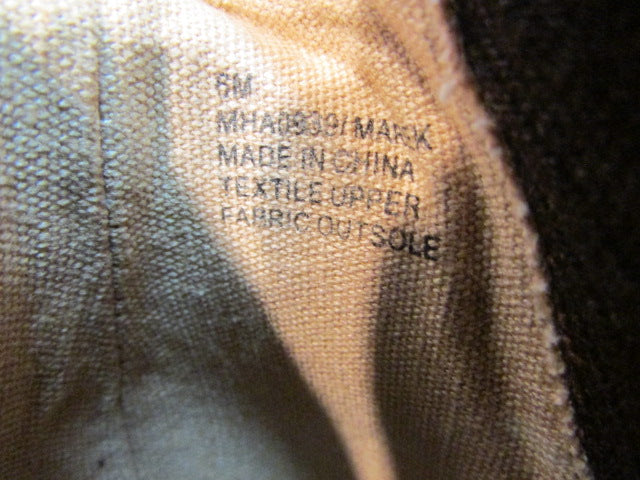 6M
MADE IN CHINA
TEXTILE UPPER
FABRIC OUTSOLE